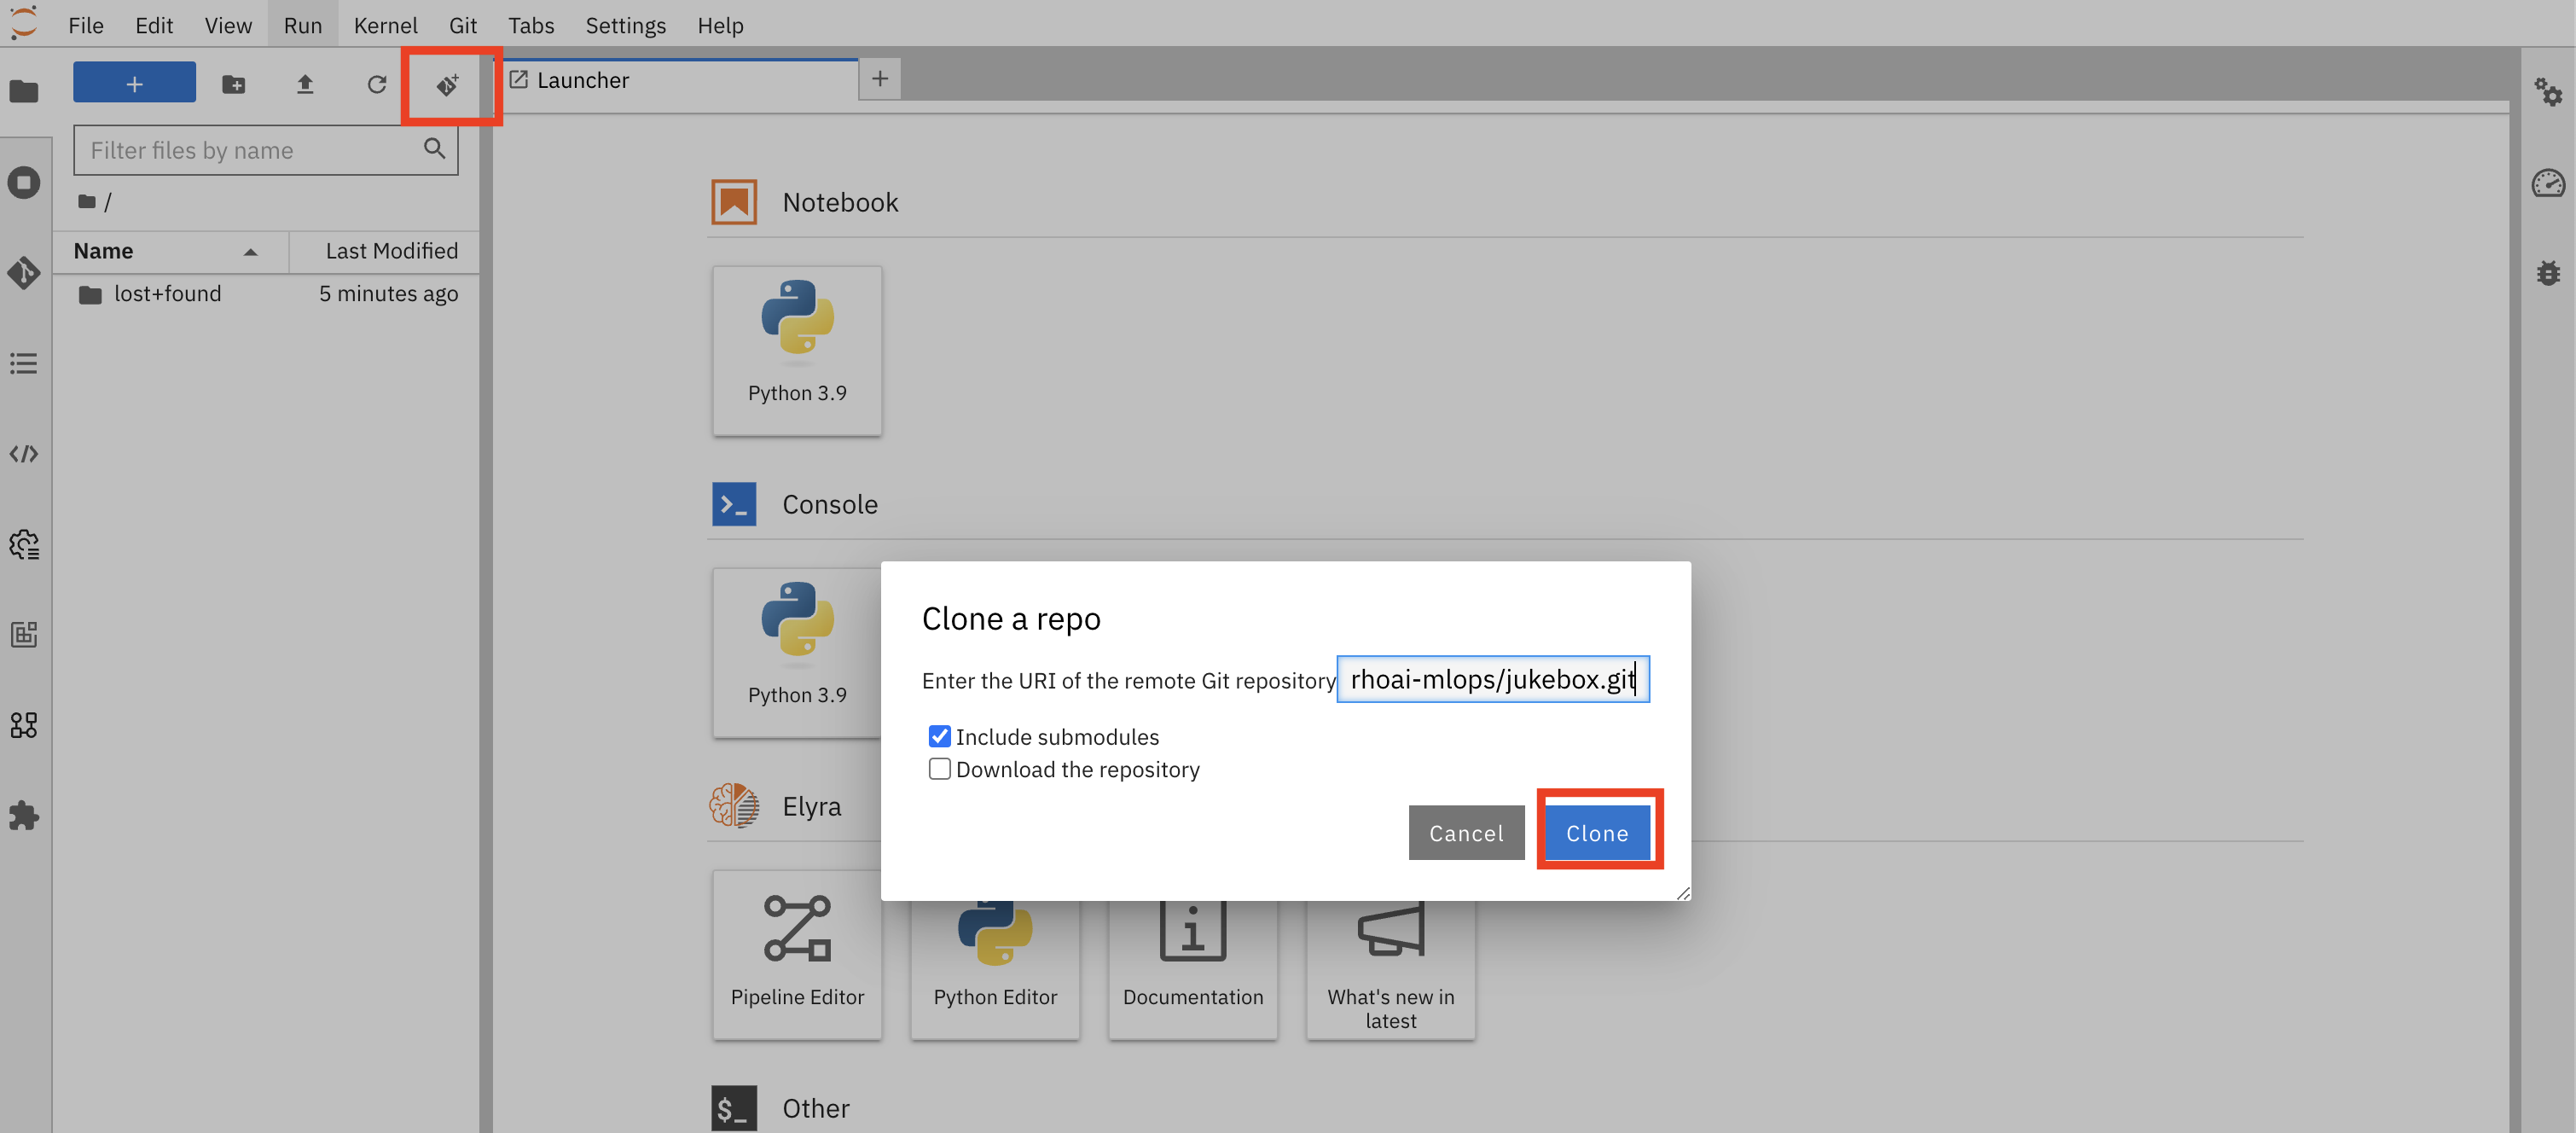 File Edit View Run Kernel Git Tabs Settings Help
Launcher
Filter files by name
/
Name Last Modified
lost+found 5 minutes ago
Notebook
Python 3.9
Console
Python 3.9
Elyra
Pipeline Editor
Python Editor
Documentation
What's new in
latest
$_ Other
Clone a repo
Enter the URI of the remote Git repository rhoai-mlops/jukebox.git
Include submodules
Download the repository
Cancel Clone